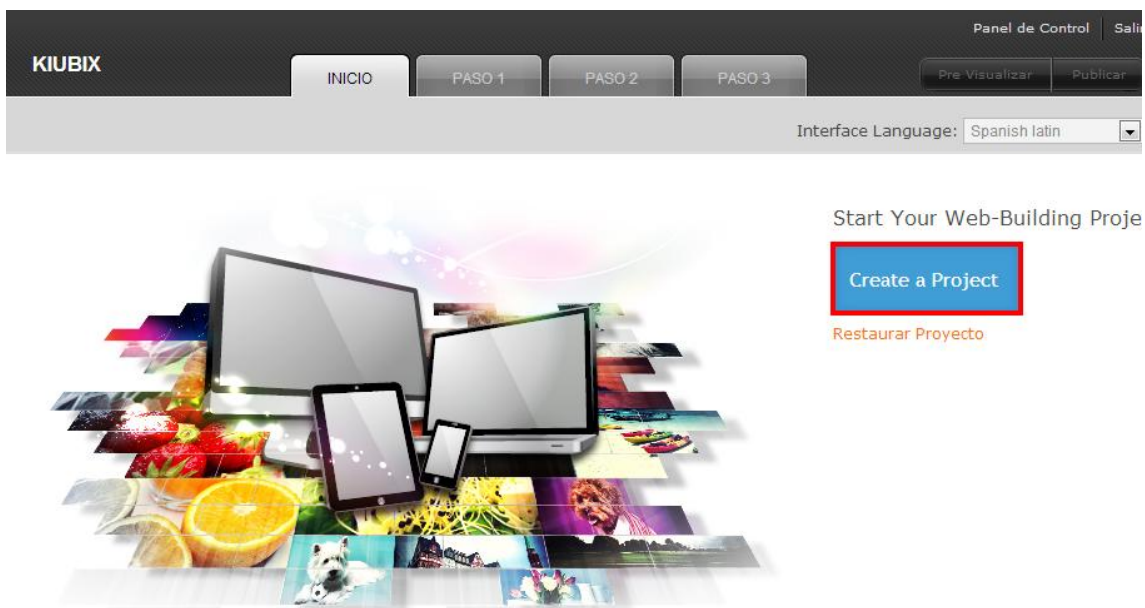 Panel de Control Salir
KIUBIX
INICIO PASO 1 PASO 2 PASO 3
Pre Visualizar Publicar
Interface Language: Spanish latin
Start Your Web-Building Proje
Create a Project
Restaurar Proyecto